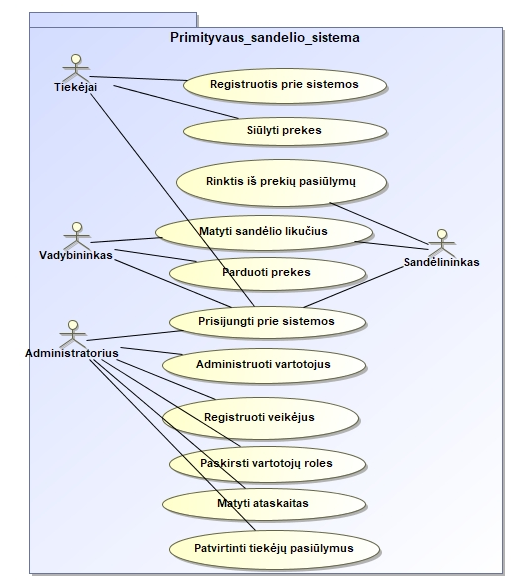 Primityvaus_sandelio_sistema
Tiekėjai
Registruotis prie sistemos
Siūlyti prekes
Rinktis iš prekių pasiūlymų
Matyti sandėlio likučius
Vadybininkas
Sandėlininkas
Parduoti prekes
Prisijungti prie sistemos
Administratorius
Administruoti vartotojus
Registruoti veikėjus
Paskirsti vartotojų roles
Matyti ataskaitas
Patvirtinti tiekėjų pasiūlymus